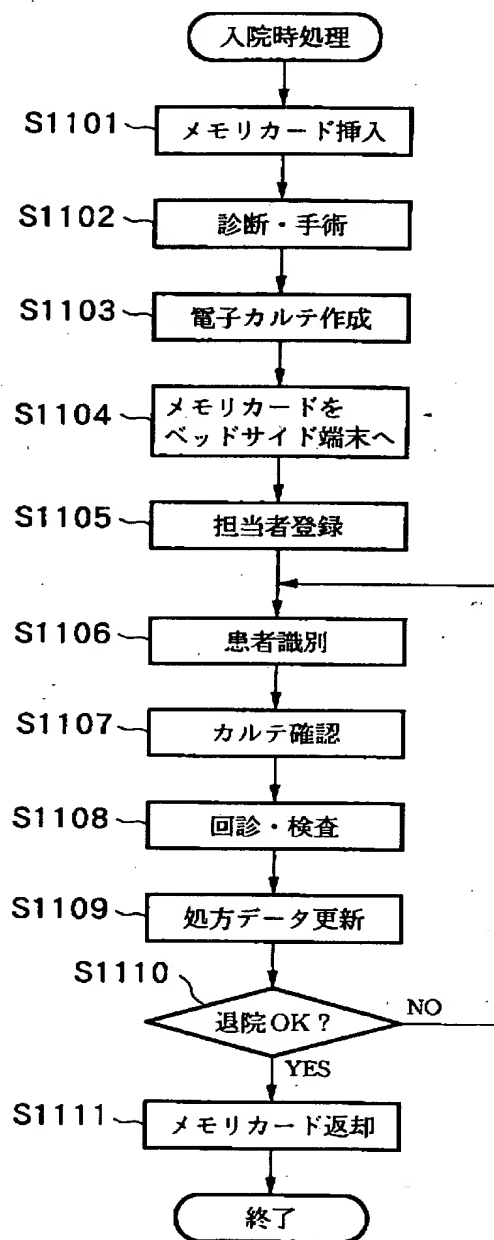 入院時処理
S1101
メモリカード挿入
S1102
診断・手術
S1103
電子カルテ作成
S1104
メモリカードを
ベッドサイド端末へ
S1105
担当者登録
S1106
患者識別
S1107
カルテ確認
S1108
回診・検査
S1109
処方データ更新
S1110
退院OK?
NO
YES
S1111
メモリカード返却
終了